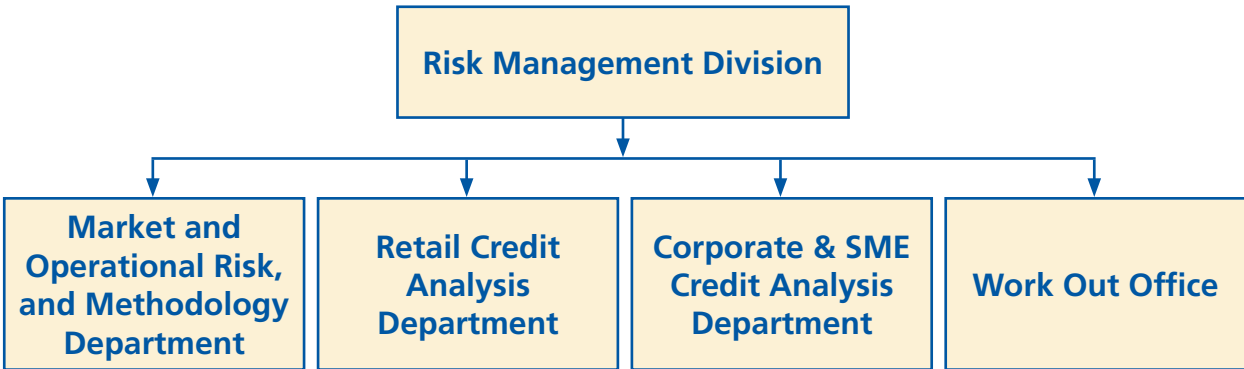 Risk Management Division
Market and
Operational Risk,
and Methodology
Department
Retail Credit
Analysis
Department
Corporate & SME
Credit Analysis
Department
Work Out Office